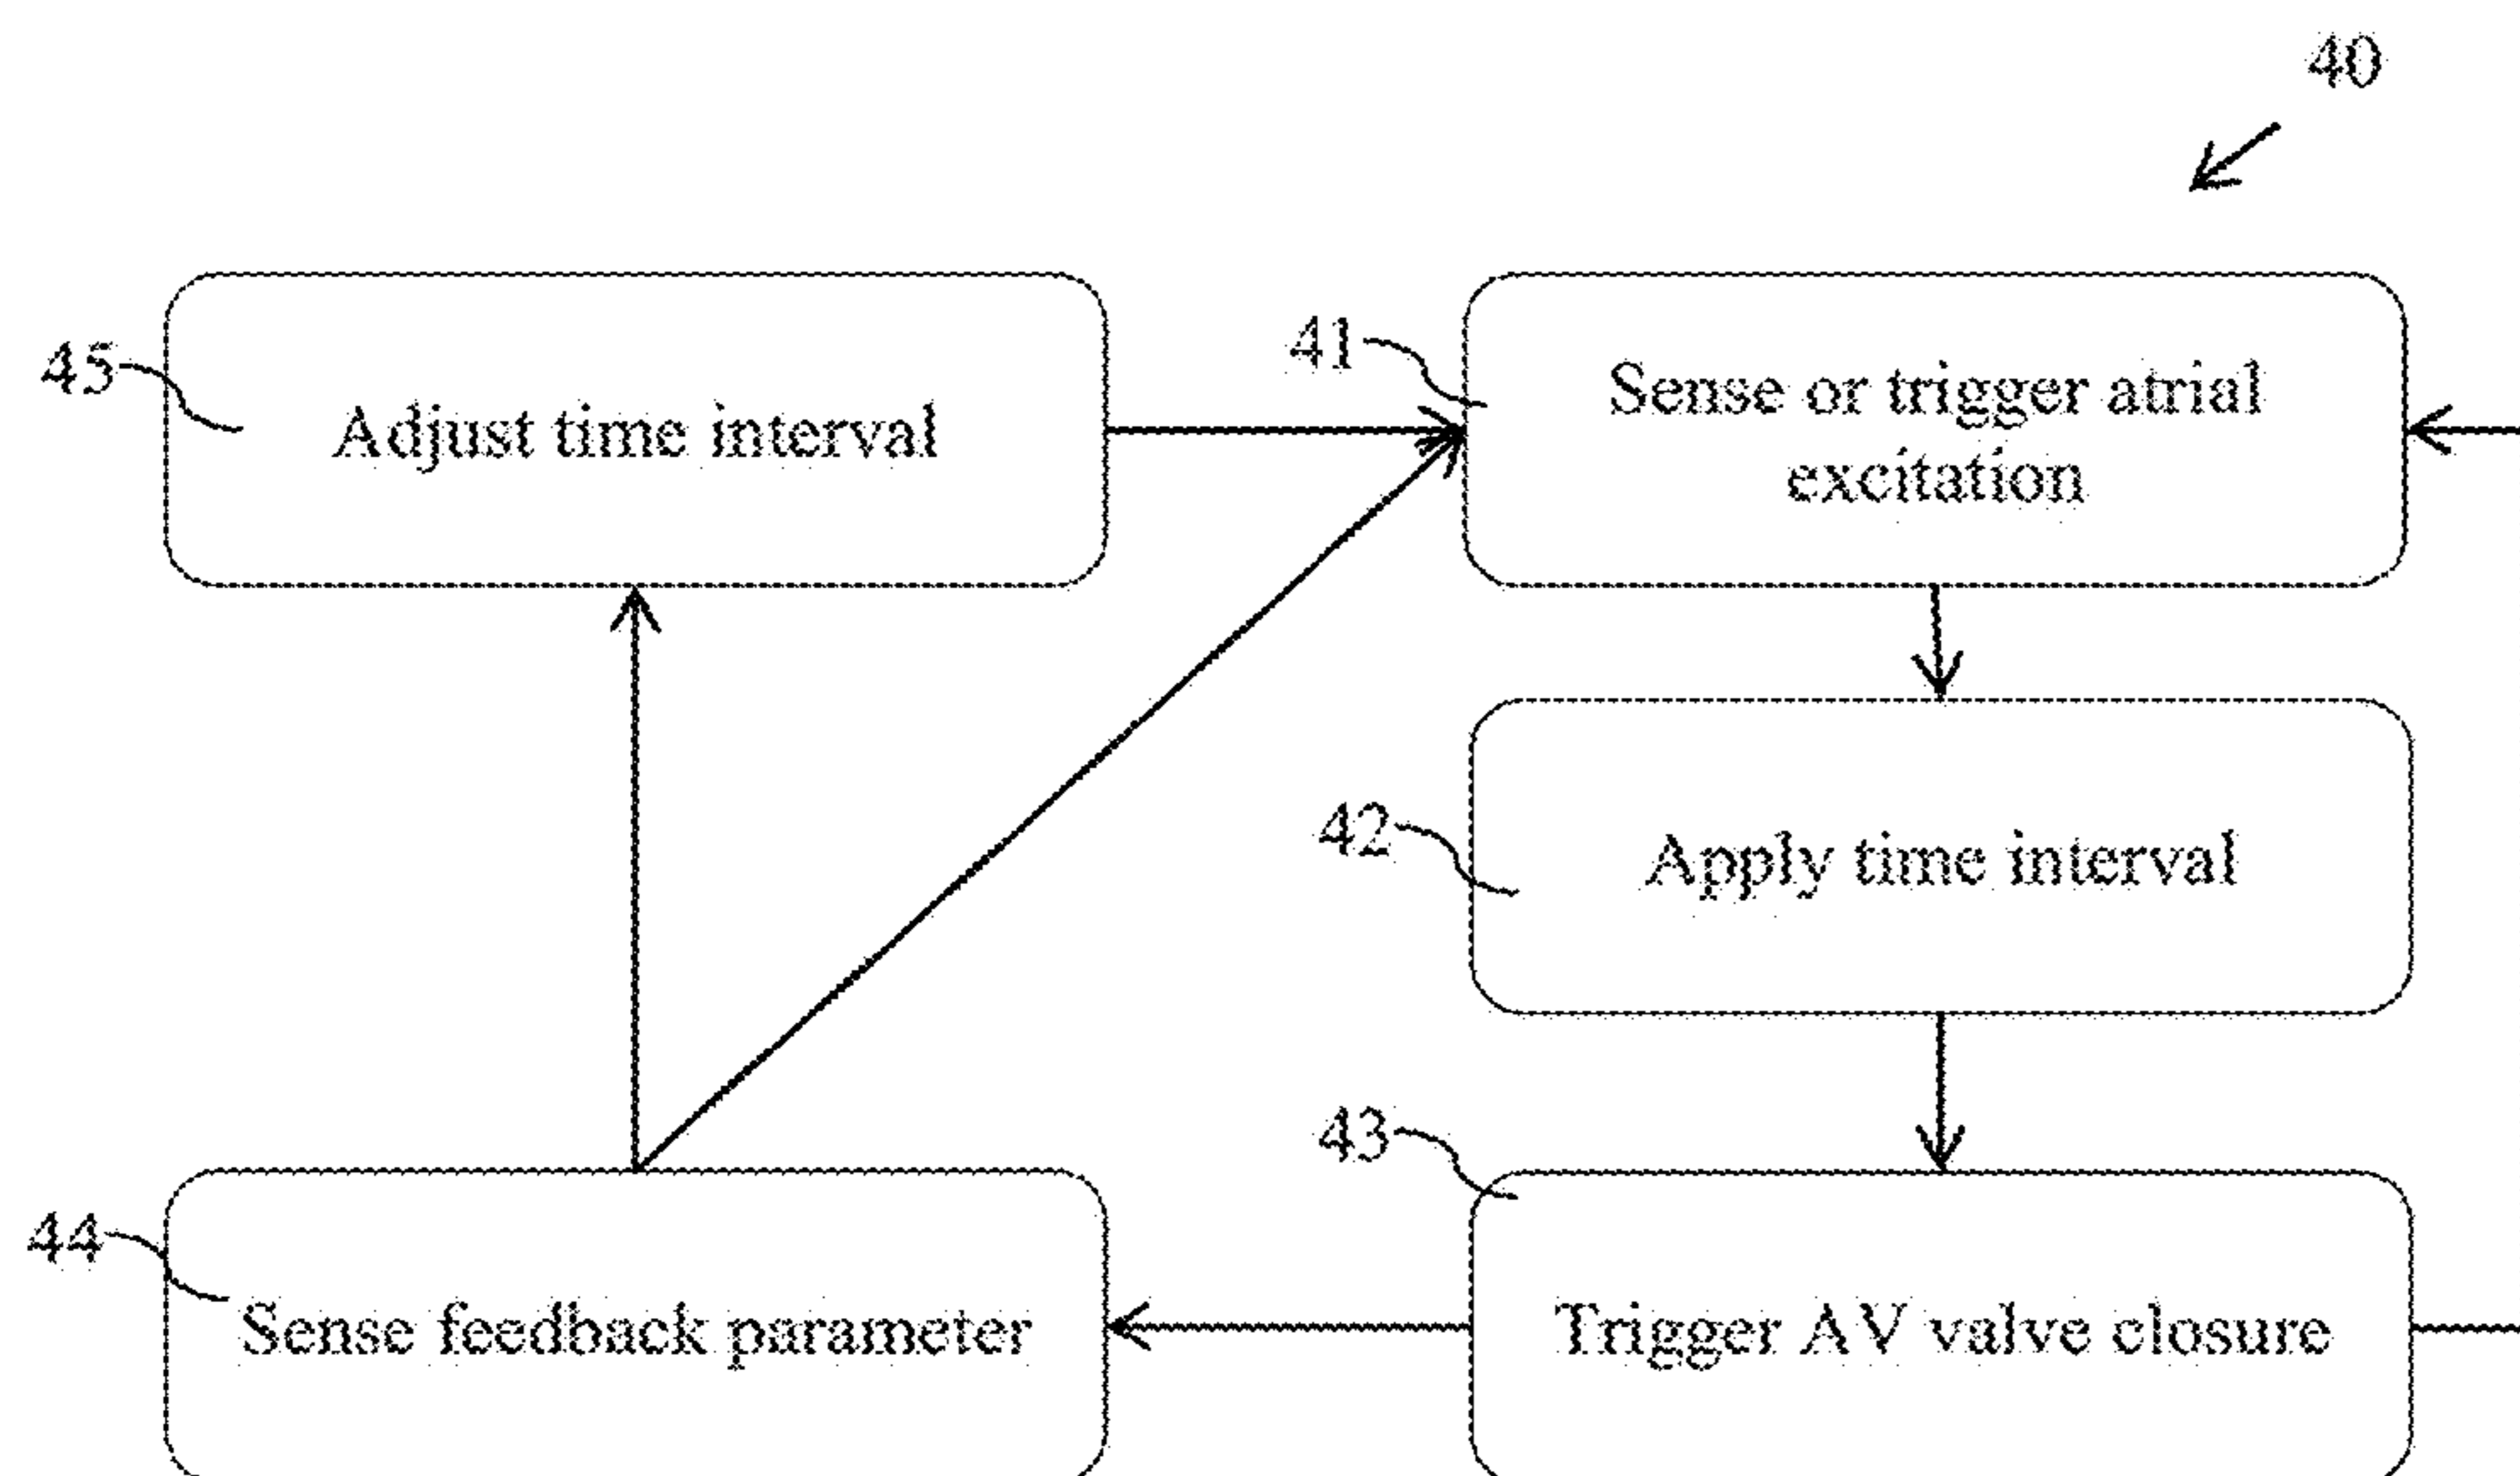 40
45
Adjust time interval
41
Sense or trigger atrial
excitation
42
Apply time interval
43
Trigger AV valve closure
44
Sense feedback parameter